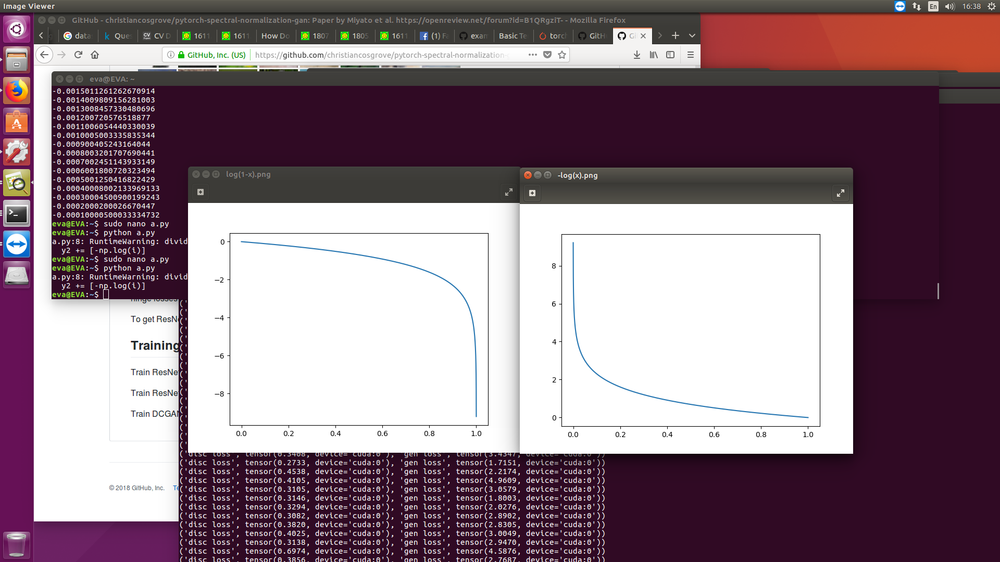 Image Viewer
En
16:38
GitHub - christiancosgrove/pytorch-spectral-normalization-gan: Paper by Miyato et al. https://openreview.net/forum?id=B1QRgziT- - Mozilla Firefox
data
Que
CV D
1611
1611
How Do
1807
1805
1611
(1) Fa
exam
Basic Te
torc
GitH
GitHub, Inc. (US)
https://github.com/christiancosgrove/pytorch-spectral-normalization-
eva@EVA: ~
-0.0015011261262670914
-0.0014009809156281003
-0.0013008457330480696
-0.001200720576518877
-0.0011006054440330039
-0.0010005003335835344
-0.000900405243164044
-0.0008003201707690441
-0.0007002451143933149
-0.0006001800720323494
-0.0005001250416822429
-0.00040008002133969133
-0.00030004500900199243
-0.0002000200026670447
-0.00010000500033334732
eva@EVA:~$ sudo nano a.py
eva@EVA:~$ python a.py
a.py:8: RuntimeWarning: divid
y2 += [-np.log(i)]
eva@EVA:~$ sudo nano a.py
eva@EVA:~$ python a.py
a.py:8: RuntimeWarning: divid
y2 += [-np.log(i)]
eva@EVA:~$
hinge losses
To get ResNe
Training
Train ResNe
Train ResNe
Train DCGAN
© 2018 GitHub, Inc.
Te
log(1-x).png
0
−2
−4
−6
−8
0.0 0.2 0.4 0.6 0.8 1.0
-log(x).png
8
6
4
2
0
0.0 0.2 0.4 0.6 0.8 1.0
('disc loss', tensor(0.3408, device='cuda:0'), 'gen loss', tensor(3.4347, device='cuda:0'))
('disc loss', tensor(0.2733, device='cuda:0'), 'gen loss', tensor(1.7151, device='cuda:0'))
('disc loss', tensor(0.4538, device='cuda:0'), 'gen loss', tensor(2.2174, device='cuda:0'))
('disc loss', tensor(0.4105, device='cuda:0'), 'gen loss', tensor(4.9609, device='cuda:0'))
('disc loss', tensor(0.3105, device='cuda:0'), 'gen loss', tensor(3.0579, device='cuda:0'))
('disc loss', tensor(0.3146, device='cuda:0'), 'gen loss', tensor(1.8003, device='cuda:0'))
('disc loss', tensor(0.3294, device='cuda:0'), 'gen loss', tensor(2.0276, device='cuda:0'))
('disc loss', tensor(0.3082, device='cuda:0'), 'gen loss', tensor(2.8902, device='cuda:0'))
('disc loss', tensor(0.3820, device='cuda:0'), 'gen loss', tensor(2.8305, device='cuda:0'))
('disc loss', tensor(0.4025, device='cuda:0'), 'gen loss', tensor(3.0049, device='cuda:0'))
('disc loss', tensor(0.3138, device='cuda:0'), 'gen loss', tensor(2.9470, device='cuda:0'))
('disc loss', tensor(0.6974, device='cuda:0'), 'gen loss', tensor(4.5876, device='cuda:0'))
('disc loss', tensor(0.3856, device='cuda:0'), 'gen loss', tensor(2.7687, device='cuda:0'))